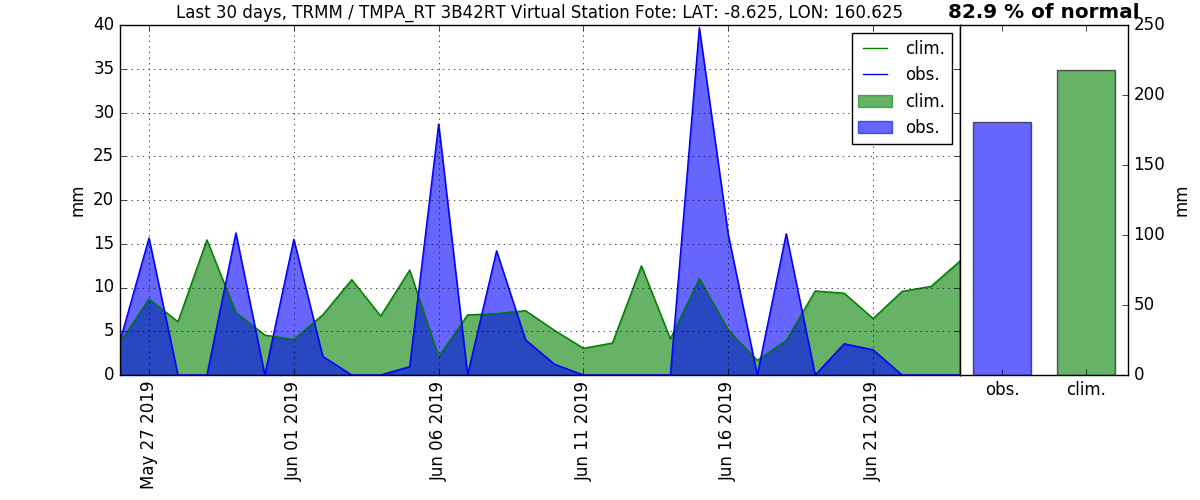 Last 30 days, TRMM / TMPA_RT 3B42RT Virtual Station Fote: LAT: -8.625, LON: 160.625
82.9 % of normal
40
35
30
25
20
15
10
5
0
mm
clim.
obs.
clim.
obs.
May 27 2019
Jun 01 2019
Jun 06 2019
Jun 11 2019
Jun 16 2019
Jun 21 2019
250
200
150
100
50
0
mm
obs.
clim.